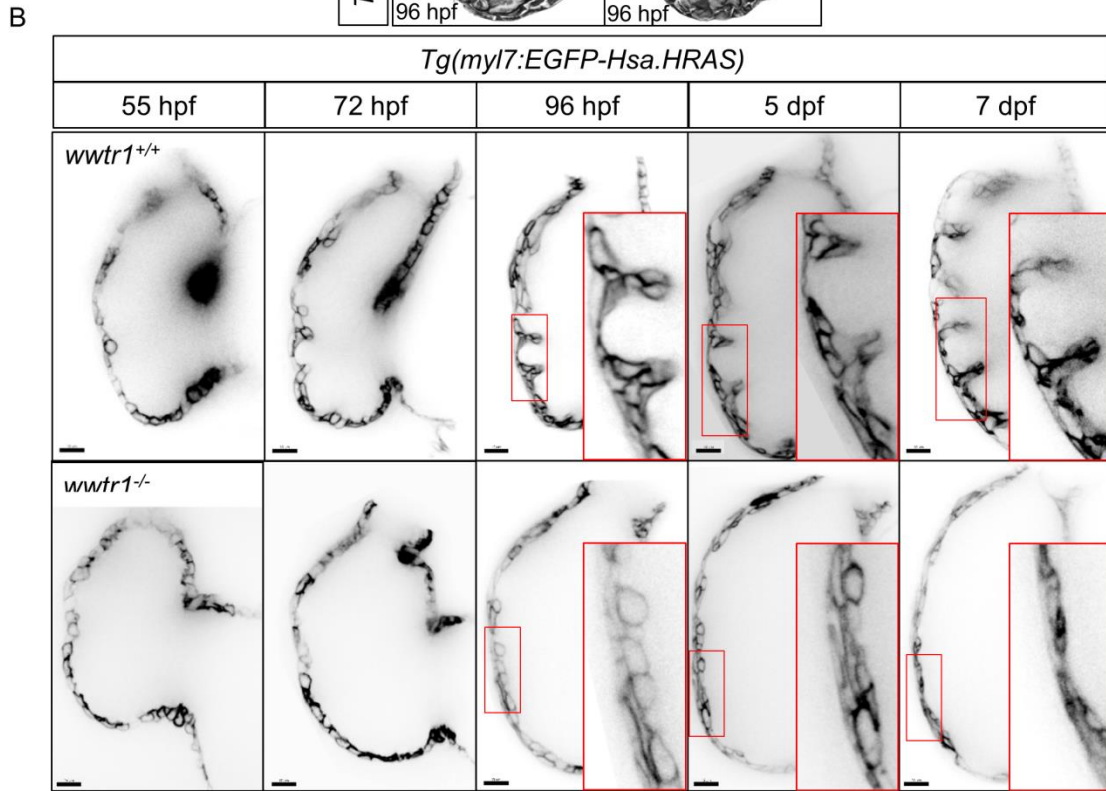 96 hpf 96 hpf
B
Tg(myl7:EGFP-Hsa.HRAS)
55 hpf 72 hpf 96 hpf 5 dpf 7 dpf
wwtr1+/+
wwtr1-/-